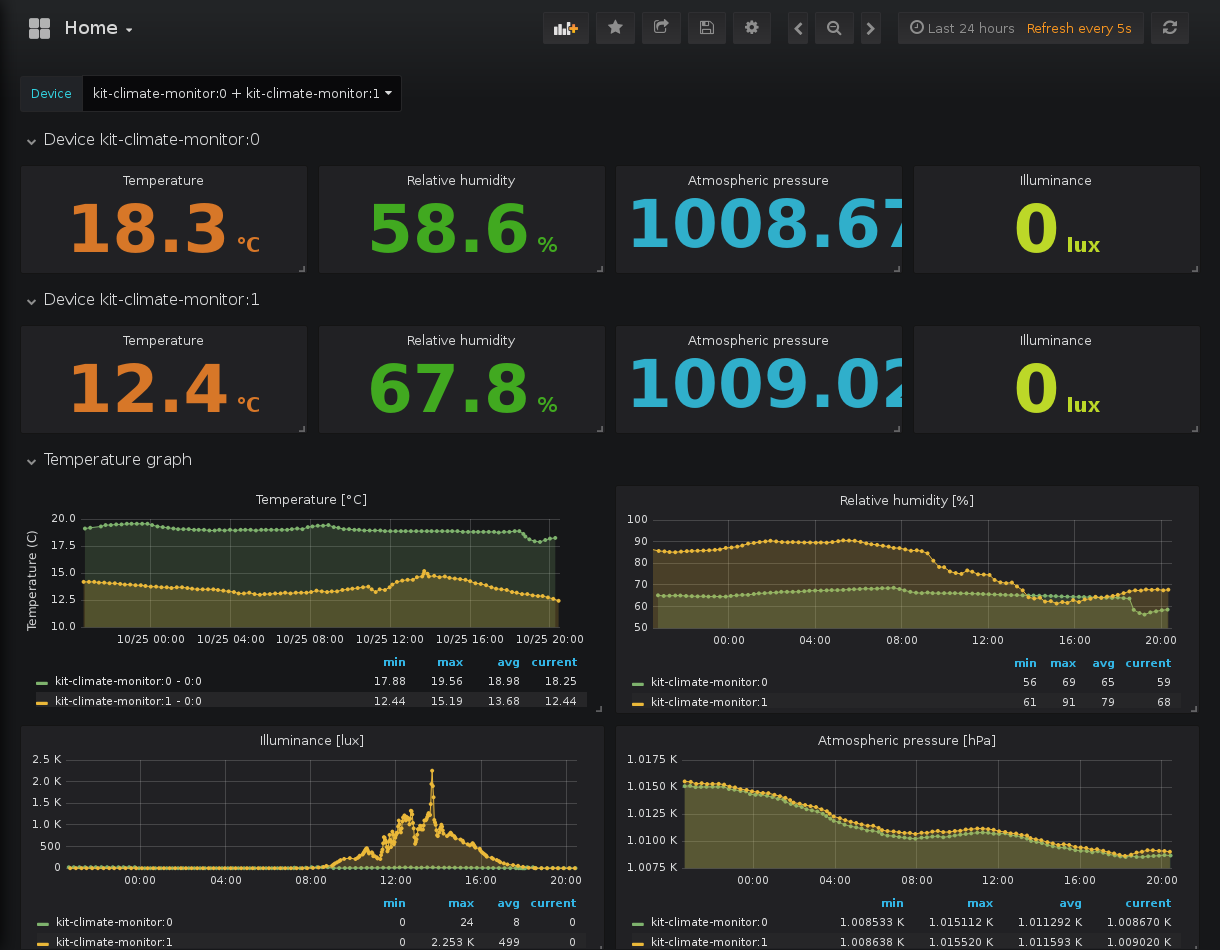 Home
Last 24 hours Refresh every 5s
Device kit-climate-monitor:0 + kit-climate-monitor:1
Device kit-climate-monitor:0
Temperature Relative humidity Atmospheric pressure Illuminance
18.3 °C 58.6 % 1008.67 0 lux
Device kit-climate-monitor:1
Temperature Relative humidity Atmospheric pressure Illuminance
12.4 °C 67.8 % 1009.02 0 lux
Temperature graph
Temperature [°C]
Temperature (C)
20.0
17.5
15.0
12.5
10.0
10/25 00:00 10/25 04:00 10/25 08:00 10/25 12:00 10/25 16:00 10/25 20:00
min max avg current
kit-climate-monitor:0 - 0:0 17.88 19.56 18.98 18.25
kit-climate-monitor:1 - 0:0 12.44 15.19 13.68 12.44
Relative humidity [%]
100
90
80
70
60
50
00:00 04:00 08:00 12:00 16:00 20:00
min max avg current
kit-climate-monitor:0 56 69 65 59
kit-climate-monitor:1 61 91 79 68
Illuminance [lux]
2.5 K
2.0 K
1.5 K
1.0 K
500
0
00:00 04:00 08:00 12:00 16:00 20:00
min max avg current
kit-climate-monitor:0 0 24 8 0
kit-climate-monitor:1 0 2.253 K 499 0
Atmospheric pressure [hPa]
1.0175 K
1.0150 K
1.0125 K
1.0100 K
1.0075 K
00:00 04:00 08:00 12:00 16:00 20:00
min max avg current
kit-climate-monitor:0 1.008533 K 1.015112 K 1.011292 K 1.008670 K
kit-climate-monitor:1 1.008638 K 1.015520 K 1.011593 K 1.009020 K